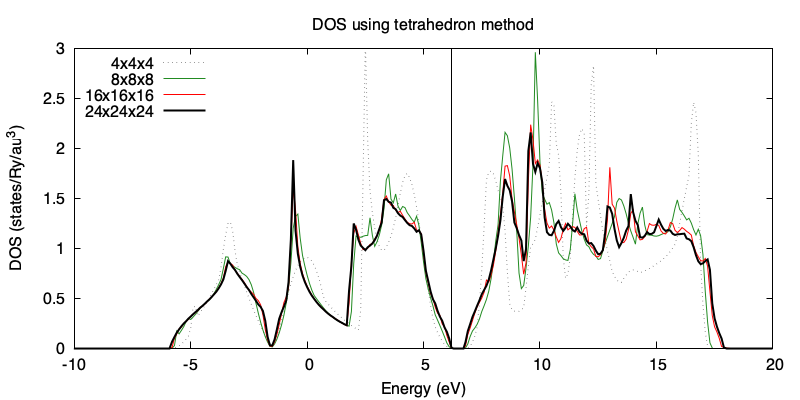 DOS using tetrahedron method
DOS (states/Ry/au³)
3
2.5
2
1.5
1
0.5
0
4x4x4
8x8x8
16x16x16
24x24x24
-10 -5 0 5 10 15 20
Energy (eV)